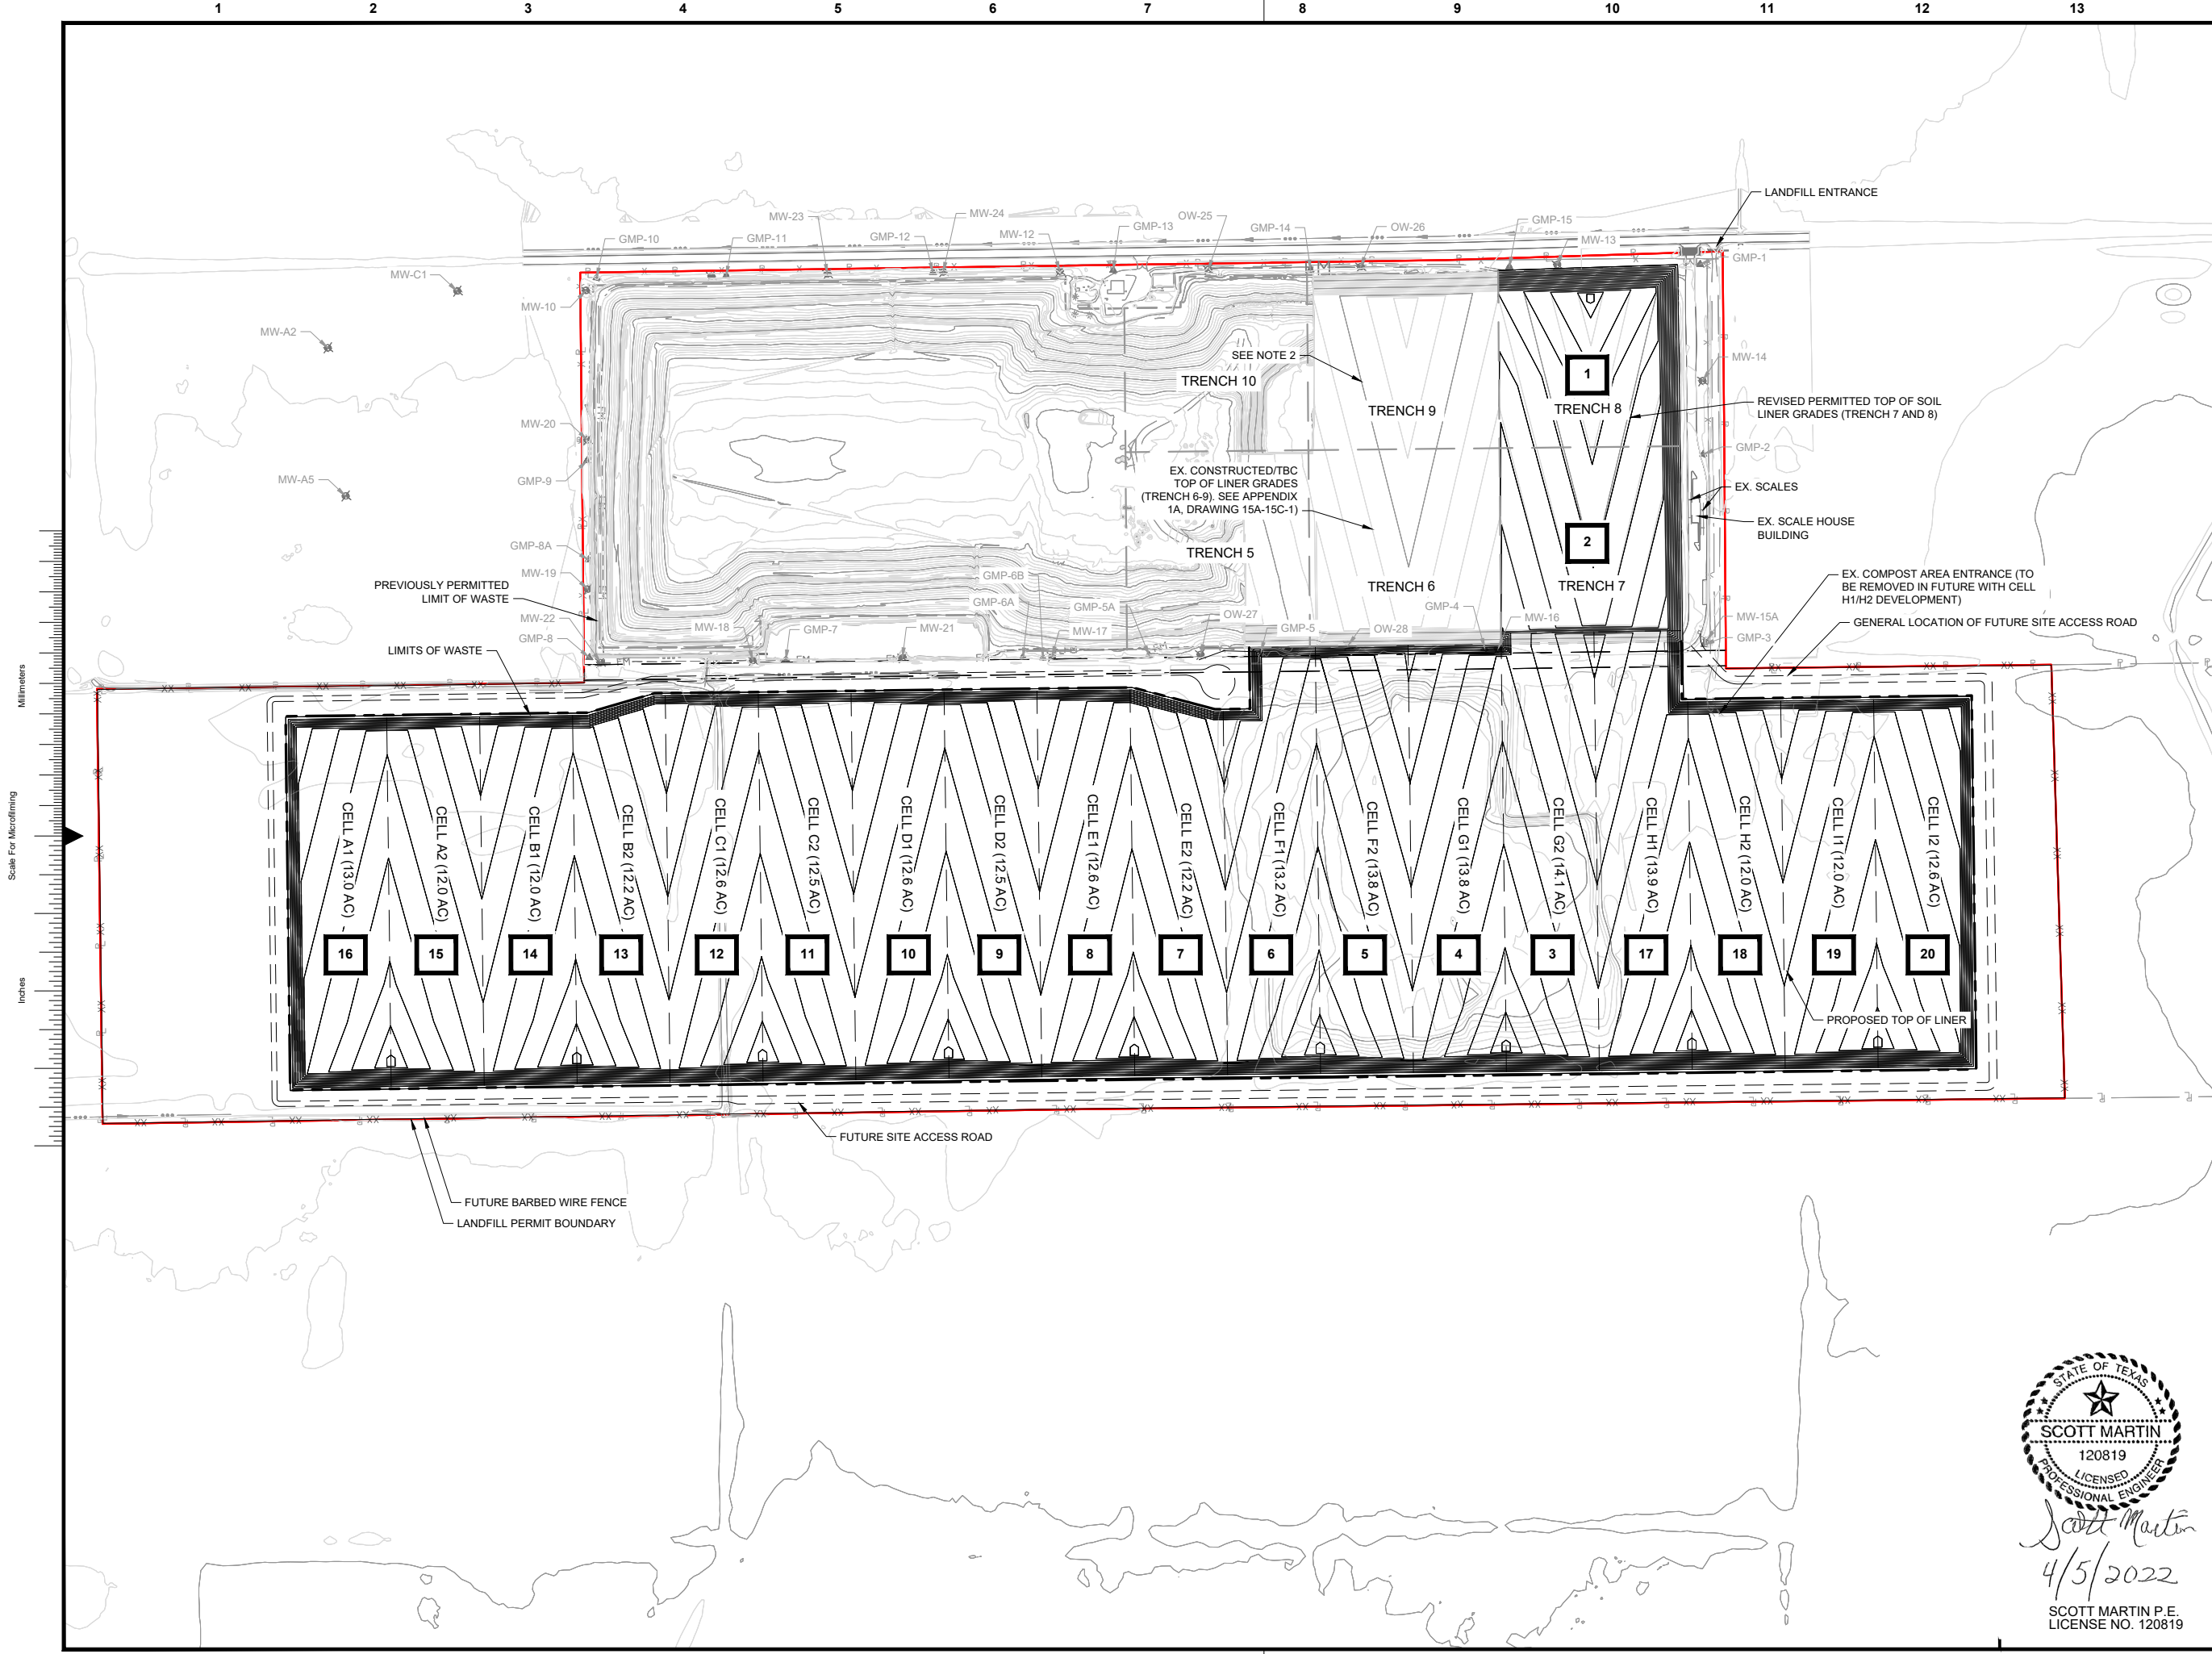 1 2 3 4 5 6 7 8 9 10 11 12 13
LANDFILL ENTRANCE
MW-23
MW-24
OW-25
GMP-10
GMP-11
GMP-12
MW-12
GMP-13
GMP-14
OW-26
GMP-15
MW-13
GMP-1
MW-C1
MW-10
MW-A2
SEE NOTE 2
MW-14
TRENCH 10
1
TRENCH 9
TRENCH 8
REVISED PERMITTED TOP OF SOIL
LINER GRADES (TRENCH 7 AND 8)
MW-20
GMP-2
MW-A5
GMP-9
EX. CONSTRUCTED/TBC
TOP OF LINER GRADES
(TRENCH 6-9). SEE APPENDIX
1A, DRAWING 15A-15C-1)
EX. SCALES
EX. SCALE HOUSE
BUILDING
GMP-8A
TRENCH 5
2
MW-19
GMP-6B
TRENCH 6
TRENCH 7
EX. COMPOST AREA ENTRANCE (TO
BE REMOVED IN FUTURE WITH CELL
H1/H2 DEVELOPMENT)
PREVIOUSLY PERMITTED
LIMIT OF WASTE
GMP-6A
GMP-5A
OW-27
GMP-4
MW-16
MW-15A
GENERAL LOCATION OF FUTURE SITE ACCESS ROAD
MW-22
MW-18
GMP-7
MW-21
MW-17
GMP-5
OW-28
GMP-3
GMP-8
LIMITS OF WASTE
Millimeters
Scale For Microfilming
Inches
CELL A1 (13.0 AC)
CELL A2 (12.0 AC)
CELL B1 (12.0 AC)
CELL B2 (12.2 AC)
CELL C1 (12.6 AC)
CELL C2 (12.5 AC)
CELL D1 (12.6 AC)
CELL D2 (12.5 AC)
CELL E1 (12.6 AC)
CELL E2 (12.2 AC)
CELL F1 (13.2 AC)
CELL F2 (13.8 AC)
CELL G1 (13.8 AC)
CELL G2 (14.1 AC)
CELL H1 (13.9 AC)
CELL H2 (12.0 AC)
CELL I1 (12.0 AC)
CELL I2 (12.6 AC)
16 15 14 13 12 11 10 9 8 7 6 5 4 3 17 18 19 20
PROPOSED TOP OF LINER
FUTURE SITE ACCESS ROAD
FUTURE BARBED WIRE FENCE
LANDFILL PERMIT BOUNDARY
STATE OF TEXAS
SCOTT MARTIN
120819
LICENSED
PROFESSIONAL ENGINEER
Scott Martin
4/5/2022
SCOTT MARTIN P.E.
LICENSE NO. 120819